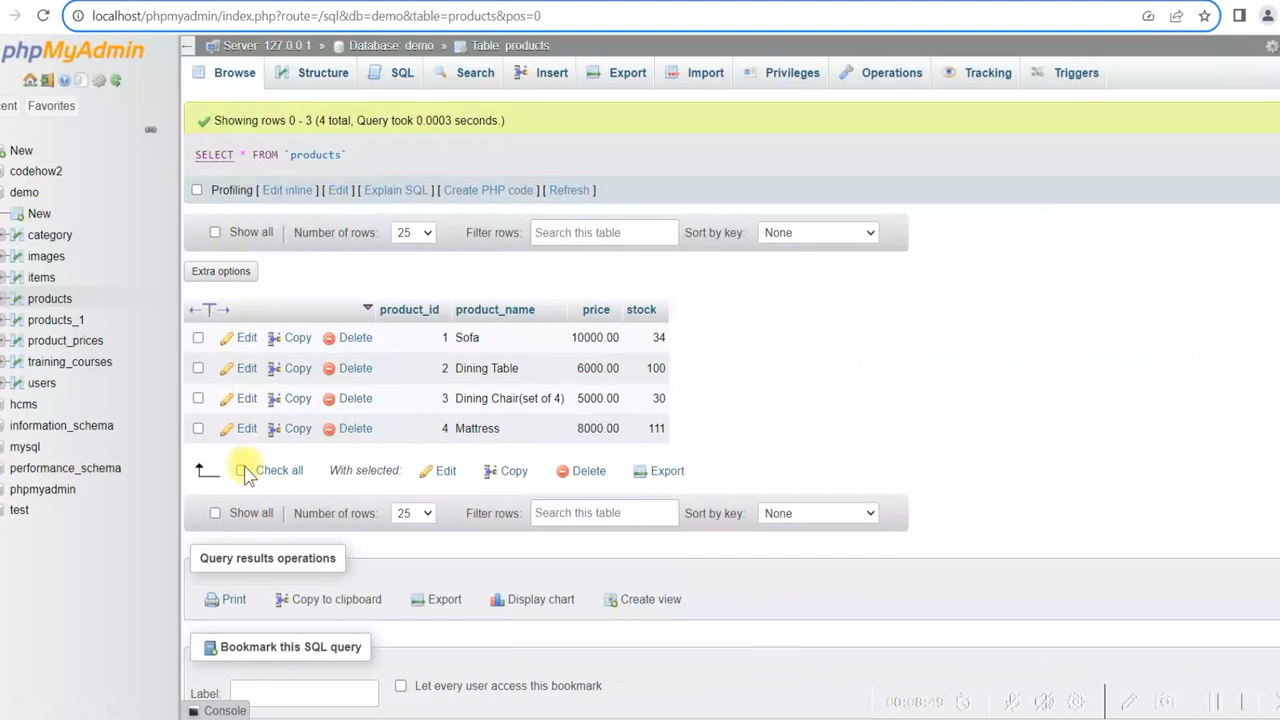 localhost/phpmyadmin/index.php?route=/sql&db=demo&table=products&pos=0
phpMyAdmin
cent Favorites
New
codehow2
demo
New
category
images
items
products
products_1
product_prices
training_courses
users
hcms
information_schema
mysql
performance_schema
phpmyadmin
test
Server 127.0.0.1 » Database: demo » Table: products
Browse Structure SQL Search Insert Export Import Privileges Operations Tracking Triggers
Showing rows 0 - 3 (4 total, Query took 0.0003 seconds.)
SELECT * FROM `products`
Profiling [ Edit inline ] [ Edit ] [ Explain SQL ] [ Create PHP code ] [ Refresh ]
Show all Number of rows: 25 Filter rows: Search this table Sort by key: None
Extra options
←T→ product_id product_name price stock
Edit Copy Delete 1 Sofa 10000.00 34
Edit Copy Delete 2 Dining Table 6000.00 100
Edit Copy Delete 3 Dining Chair(set of 4) 5000.00 30
Edit Copy Delete 4 Mattress 8000.00 111
Check all With selected: Edit Copy Delete Export
Show all Number of rows: 25 Filter rows: Search this table Sort by key: None
Query results operations
Print Copy to clipboard Export Display chart Create view
Bookmark this SQL query
Label: Let every user access this bookmark
Console
00:08:49